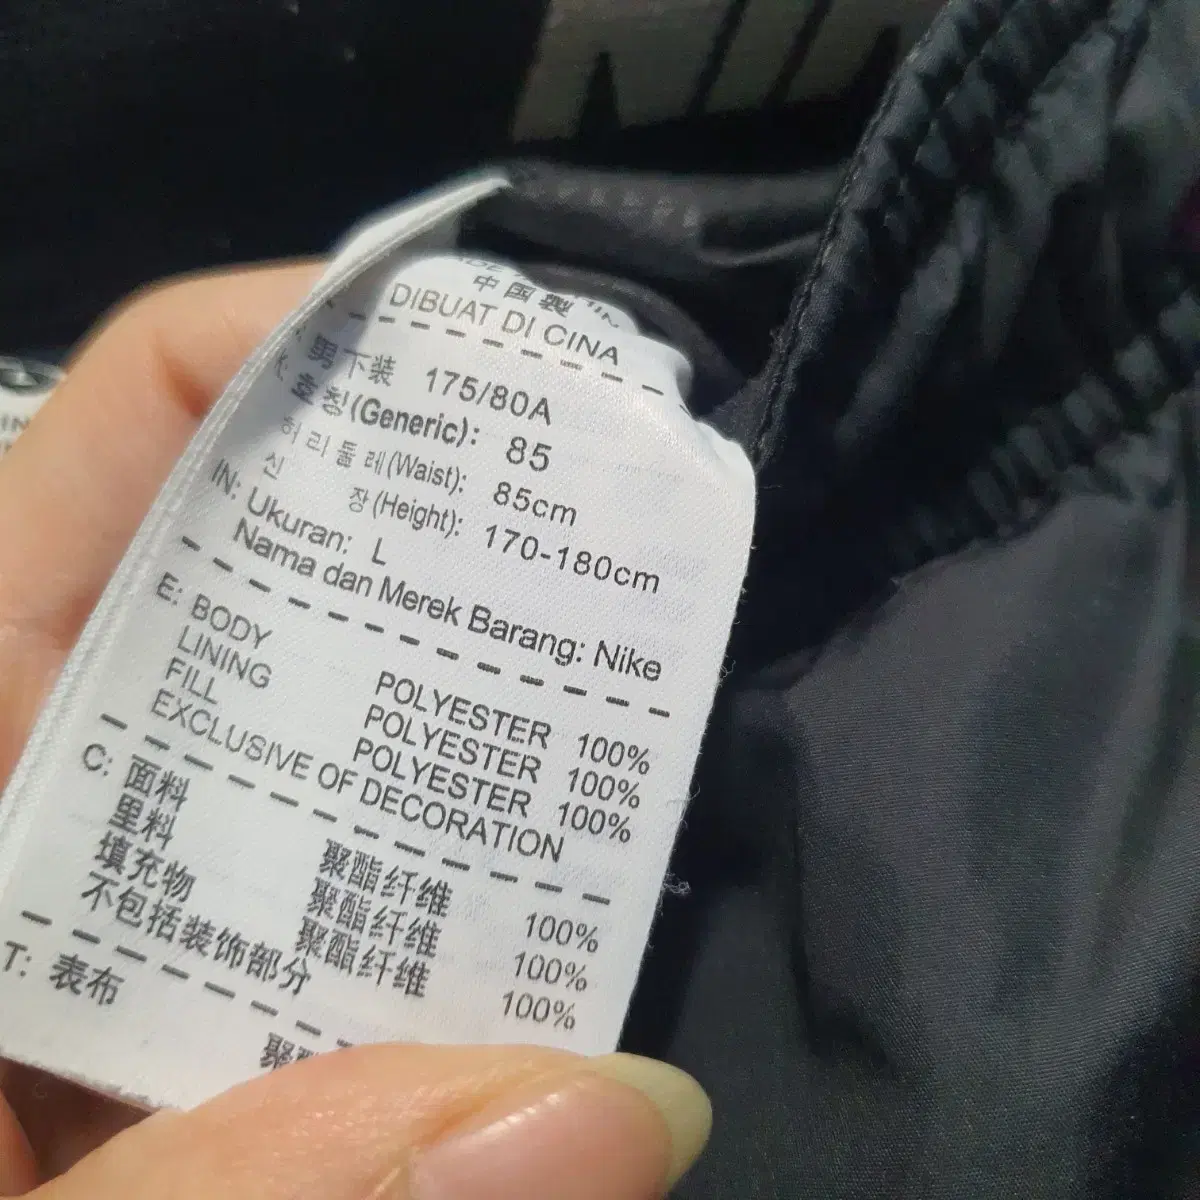 中国製
DIBUAT DI CINA
男下装 175/80A
K: 호칭(Generic): 85
허리둘레(Waist): 85cm
신 장(Height): 170-180cm
IN: Ukuran: L
Nama dan Merek Barang: Nike
E: BODY POLYESTER 100%
LINING POLYESTER 100%
FILL POLYESTER 100%
EXCLUSIVE OF DECORATION
C: 面料 聚酯纤维 100%
里料 聚酯纤维 100%
填充物 聚酯纤维 100%
不包括装饰部分
T: 表布